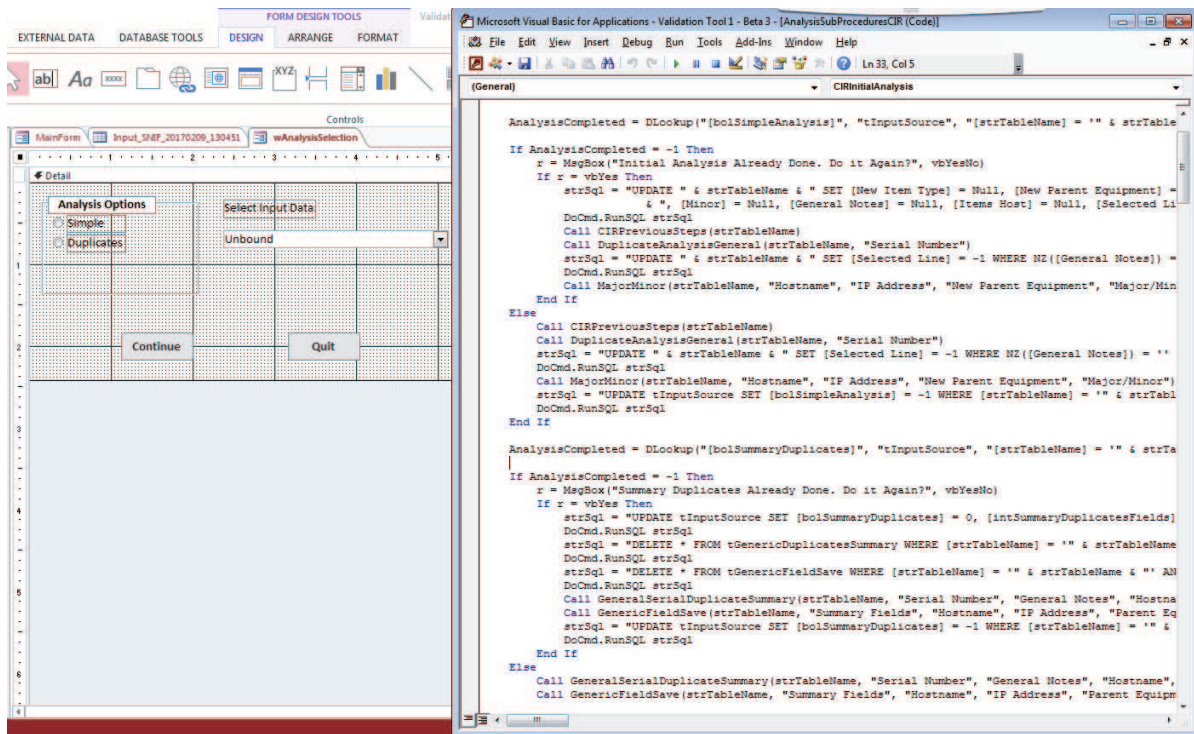 FORM DESIGN TOOLS
Validat
EXTERNAL DATA DATABASE TOOLS DESIGN ARRANGE FORMAT
ab| Aa xxxx XYZ
Controls
MainForm Input_SNIF_20170209_130451 wAnalysisSelection
1 2 3 4 5
Detail
Analysis Options
Select Input Data
Simple
Unbound
Duplicates
Continue Quit
1
2
3
4
5
6
Microsoft Visual Basic for Applications - Validation Tool 1 - Beta 3 - [AnalysisSubProceduresCIR (Code)]
File Edit View Insert Debug Run Tools Add-Ins Window Help
Ln 33, Col 5
(General) CIRInitialAnalysis
AnalysisCompleted = DLookup("[bolSimpleAnalysis]", "tInputSource", "[strTableName] = '" & strTable
If AnalysisCompleted = -1 Then
r = MsgBox("Initial Analysis Already Done. Do it Again?", vbYesNo)
If r = vbYes Then
strSql = "UPDATE " & strTableName & " SET [New Item Type] = Null, [New Parent Equipment] =
& ", [Minor] = Null, [General Notes] = Null, [Items Host] = Null, [Selected Li
DoCmd.RunSQL strSql
Call CIRPreviousSteps(strTableName)
Call DuplicateAnalysisGeneral(strTableName, "Serial Number")
strSql = "UPDATE " & strTableName & " SET [Selected Line] = -1 WHERE NZ([General Notes]) =
DoCmd.RunSQL strSql
Call MajorMinor(strTableName, "Hostname", "IP Address", "New Parent Equipment", "Major/Min
End If
Else
Call CIRPreviousSteps(strTableName)
Call DuplicateAnalysisGeneral(strTableName, "Serial Number")
strSql = "UPDATE " & strTableName & " SET [Selected Line] = -1 WHERE NZ([General Notes]) = ''
DoCmd.RunSQL strSql
Call MajorMinor(strTableName, "Hostname", "IP Address", "New Parent Equipment", "Major/Minor")
strSql = "UPDATE tInputSource SET [bolSimpleAnalysis] = -1 WHERE [strTableName] = '" & strTabl
DoCmd.RunSQL strSql
End If
AnalysisCompleted = DLookup("[bolSummaryDuplicates]", "tInputSource", "[strTableName] = '" & strTa
If AnalysisCompleted = -1 Then
r = MsgBox("Summary Duplicates Already Done. Do it Again?", vbYesNo)
If r = vbYes Then
strSql = "UPDATE tInputSource SET [bolSummaryDuplicates] = 0, [intSummaryDuplicatesFields]
DoCmd.RunSQL strSql
strSql = "DELETE * FROM tGenericDuplicatesSummary WHERE [strTableName] = '" & strTableName
DoCmd.RunSQL strSql
strSql = "DELETE * FROM tGenericFieldSave WHERE [strTableName] = '" & strTableName & "' AN
DoCmd.RunSQL strSql
Call GeneralSerialDuplicateSummary(strTableName, "Serial Number", "General Notes", "Hostna
Call GenericFieldSave(strTableName, "Summary Fields", "Hostname", "IP Address", "Parent Eq
strSql = "UPDATE tInputSource SET [bolSummaryDuplicates] = -1 WHERE [strTableName] = '" &
DoCmd.RunSQL strSql
End If
Else
Call GeneralSerialDuplicateSummary(strTableName, "Serial Number", "General Notes", "Hostname",
Call GenericFieldSave(strTableName, "Summary Fields", "Hostname", "IP Address", "Parent Equipm